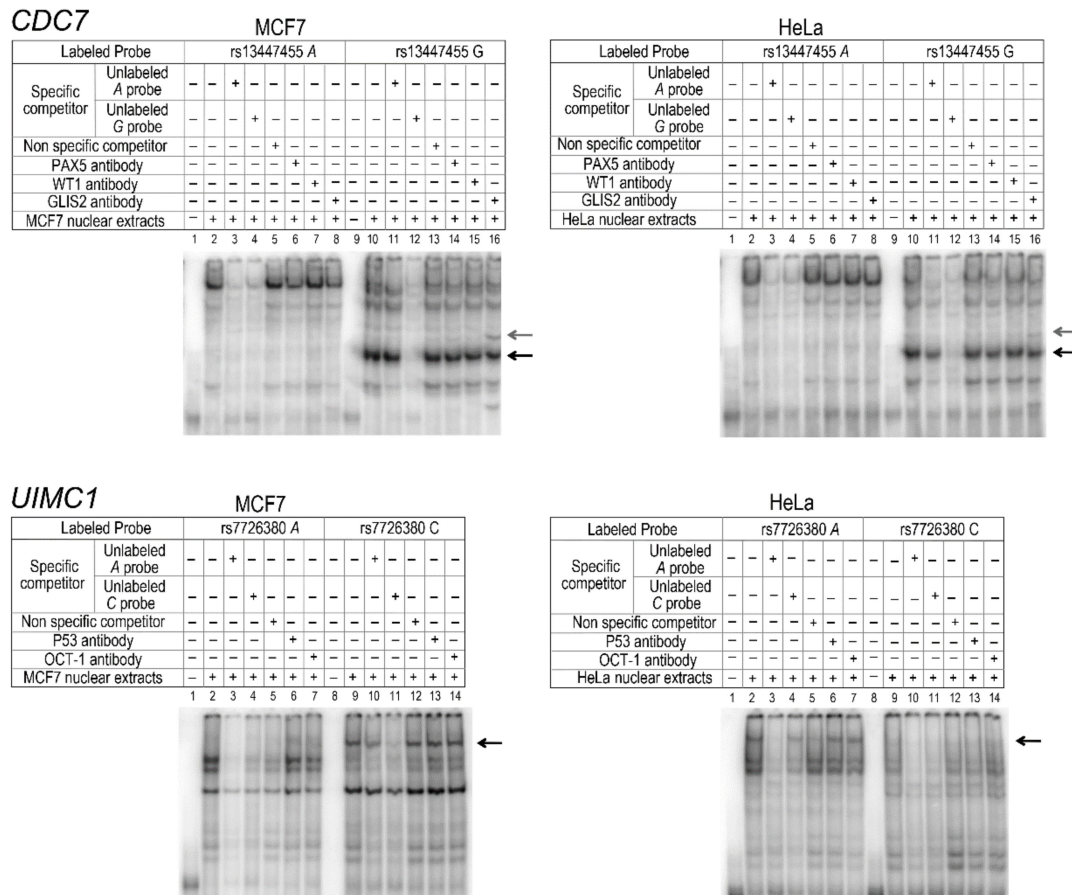 CDC7
MCF7
Labeled Probe rs13447455 A rs13447455 G
Specific competitor
Unlabeled A probe – – + – – – – – – – + – – – – –
Unlabeled G probe – – – + – – – – – – – + – – – –
Non specific competitor – – – – + – – – – – – – + – – –
PAX5 antibody – – – – – + – – – – – – – + – –
WT1 antibody – – – – – – + – – – – – – – + –
GLIS2 antibody – – – – – – – + – – – – – – – +
MCF7 nuclear extracts – + + + + + + + – + + + + + + +
1 2 3 4 5 6 7 8 9 10 11 12 13 14 15 16
HeLa
Labeled Probe rs13447455 A rs13447455 G
Specific competitor
Unlabeled A probe – – + – – – – – – – + – – – – –
Unlabeled G probe – – – + – – – – – – – + – – – –
Non specific competitor – – – – + – – – – – – – + – – –
PAX5 antibody – – – – – + – – – – – – – + – –
WT1 antibody – – – – – – + – – – – – – – + –
GLIS2 antibody – – – – – – – + – – – – – – – +
HeLa nuclear extracts – + + + + + + + – + + + + + + +
1 2 3 4 5 6 7 8 9 10 11 12 13 14 15 16
UIMC1
MCF7
Labeled Probe rs7726380 A rs7726380 C
Specific competitor
Unlabeled A probe – – + – – – – – – + – – – –
Unlabeled C probe – – – + – – – – – – + – – –
Non specific competitor – – – – + – – – – – – + – –
P53 antibody – – – – – + – – – – – – + –
OCT-1 antibody – – – – – – + – – – – – – +
MCF7 nuclear extracts – + + + + + + – + + + + + +
1 2 3 4 5 6 7 8 9 10 11 12 13 14
HeLa
Labeled Probe rs7726380 A rs7726380 C
Specific competitor
Unlabeled A probe – – + – – – – – – + – – – –
Unlabeled C probe – – – + – – – – – – + – – –
Non specific competitor – – – – + – – – – – – + – –
P53 antibody – – – – – + – – – – – – + –
OCT-1 antibody – – – – – – + – – – – – – +
HeLa nuclear extracts – + + + + + + – + + + + + +
1 2 3 4 5 6 7 8 9 10 11 12 13 14